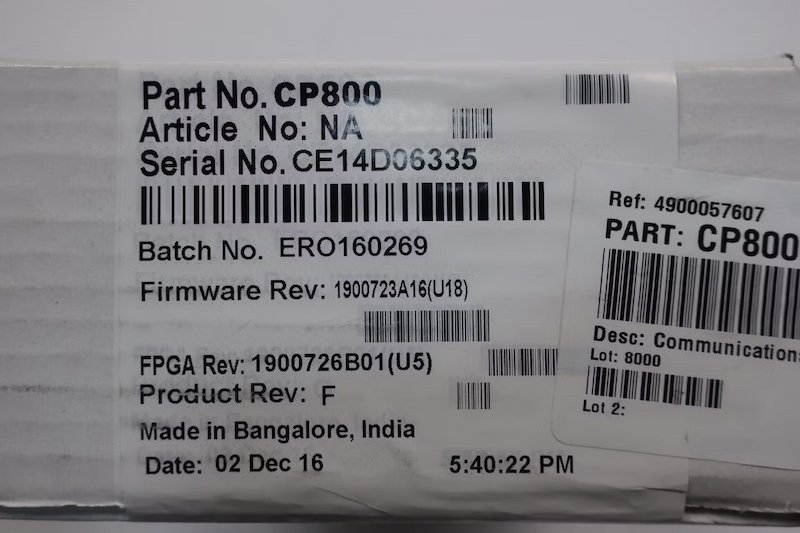 Part No. CP800
Article No: NA
Serial No. CE14D06335
Batch No. ERO160269
Firmware Rev: 1900723A16(U18)
FPGA Rev: 1900726B01(U5)
Product Rev: F
Made in Bangalore, India
Date: 02 Dec 16 5:40:22 PM
Ref: 4900057607
PART: CP800
Desc: Communications
Lot: 8000
Lot 2: